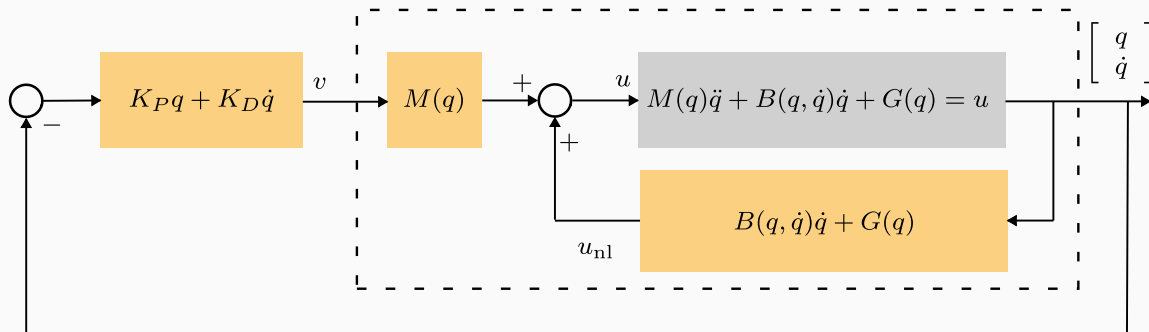 −
K_P q + K_D q̇
v
M(q)
+
+
u
M(q)q̈ + B(q, q̇)q̇ + G(q) = u
[ q
q̇ ]
B(q, q̇)q̇ + G(q)
u_nl